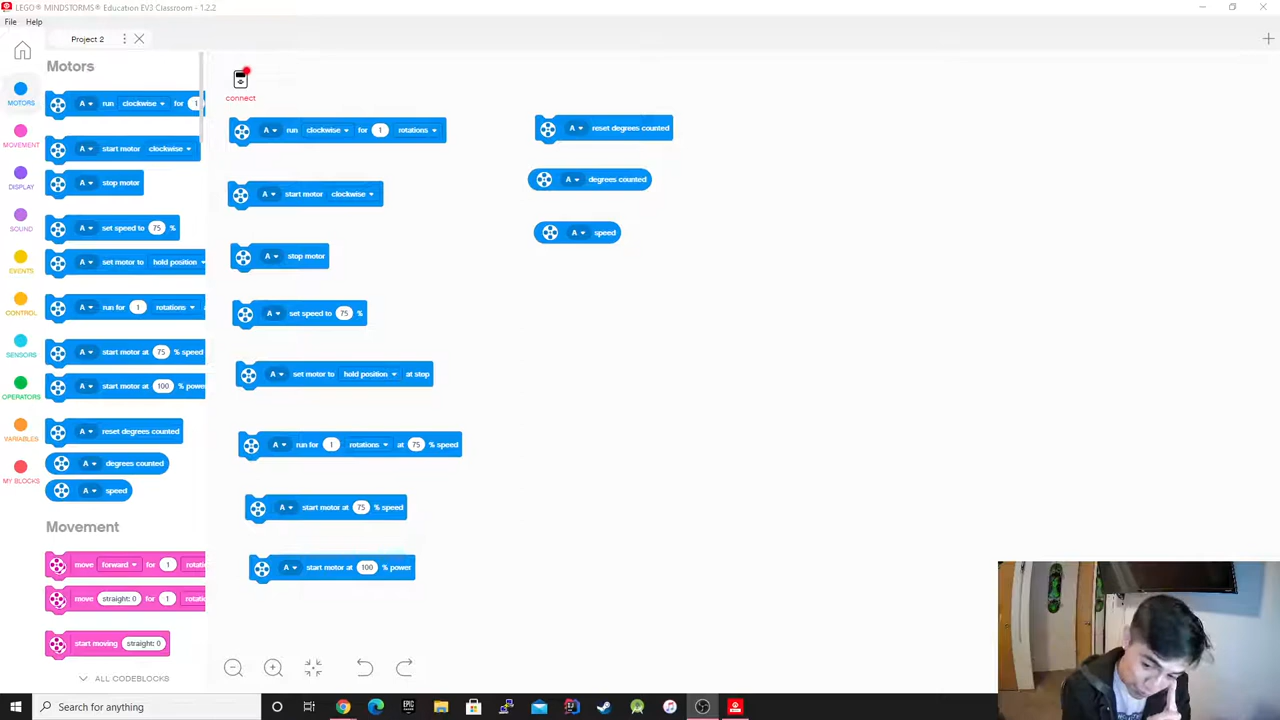 LEGO® MINDSTORMS® Education EV3 Classroom - 1.2.2
File Help
Project 2
MOTORS
MOVEMENT
DISPLAY
SOUND
EVENTS
CONTROL
SENSORS
OPERATORS
VARIABLES
MY BLOCKS
Motors
A run clockwise for 1
A start motor clockwise
A stop motor
A set speed to 75 %
A set motor to hold position
A run for 1 rotations
A start motor at 75 % speed
A start motor at 100 % power
A reset degrees counted
A degrees counted
A speed
Movement
move forward for 1
move straight: 0 for 1
start moving straight: 0
ALL CODEBLOCKS
connect
A run clockwise for 1 rotations
A start motor clockwise
A stop motor
A set speed to 75 %
A set motor to hold position at stop
A run for 1 rotations at 75 % speed
A start motor at 75 % speed
A start motor at 100 % power
A reset degrees counted
A degrees counted
A speed
Search for anything